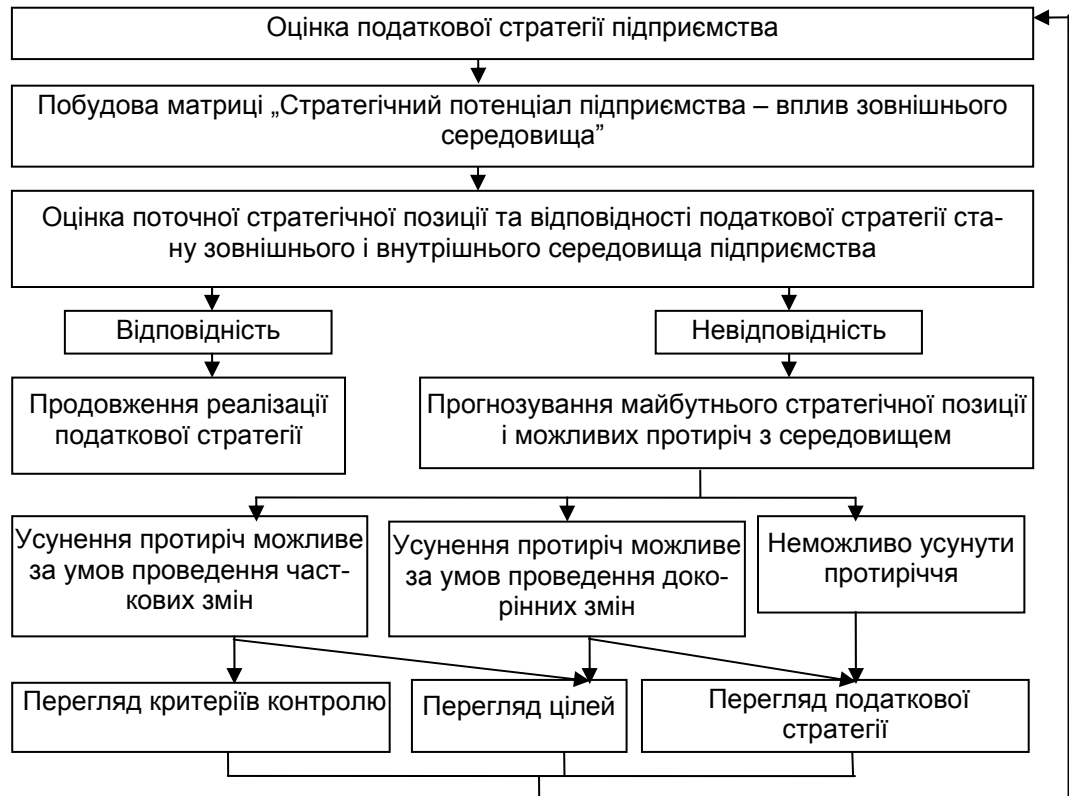 Оцінка податкової стратегії підприємства
Побудова матриці „Стратегічний потенціал підприємства – вплив зовнішнього
середовища”
Оцінка поточної стратегічної позиції та відповідності податкової стратегії ста-
ну зовнішнього і внутрішнього середовища підприємства
Відповідність
Невідповідність
Продовження реалізації
податкової стратегії
Прогнозування майбутнього стратегічної позиції
і можливих протиріч з середовищем
Усунення протиріч можливе
за умов проведення част-
кових змін
Усунення протиріч можливе
за умов проведення доко-
рінних змін
Неможливо усунути
протиріччя
Перегляд критеріїв контролю
Перегляд цілей
Перегляд податкової
стратегії